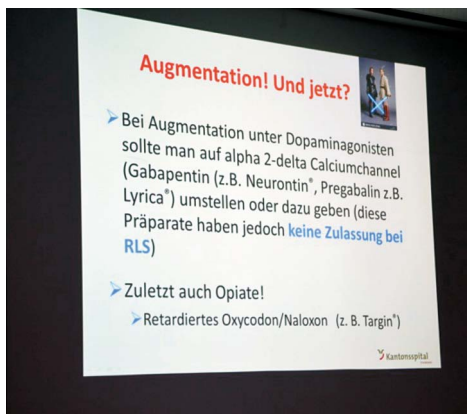 Augmentation! Und jetzt?
Bei Augmentation unter Dopaminagonisten
sollte man auf alpha 2-delta Calciumchannel
(Gabapentin (z.B. Neurontin®, Pregabalin z.B.
Lyrica®) umstellen oder dazu geben (diese
Präparate haben jedoch keine Zulassung bei
RLS)
Zuletzt auch Opiate!
Retardiertes Oxycodon/Naloxon (z. B. Targin®)
Kantonsspital